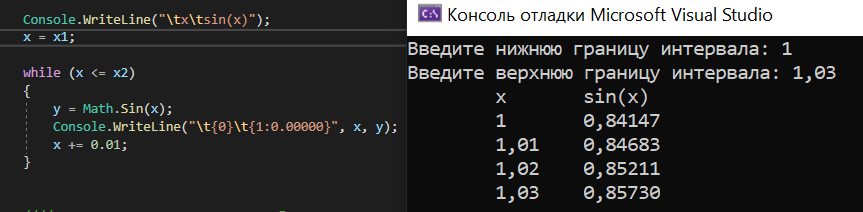 Console.WriteLine("\tx\tsin(x)");
x = x1;
while (x <= x2)
{
y = Math.Sin(x);
Console.WriteLine("\t{0}\t{1:0.00000}", x, y);
x += 0.01;
}
C:\
Консоль отладки Microsoft Visual Studio
Введите нижнюю границу интервала: 1
Введите верхнюю границу интервала: 1,03
x sin(x)
1 0,84147
1,01 0,84683
1,02 0,85211
1,03 0,85730